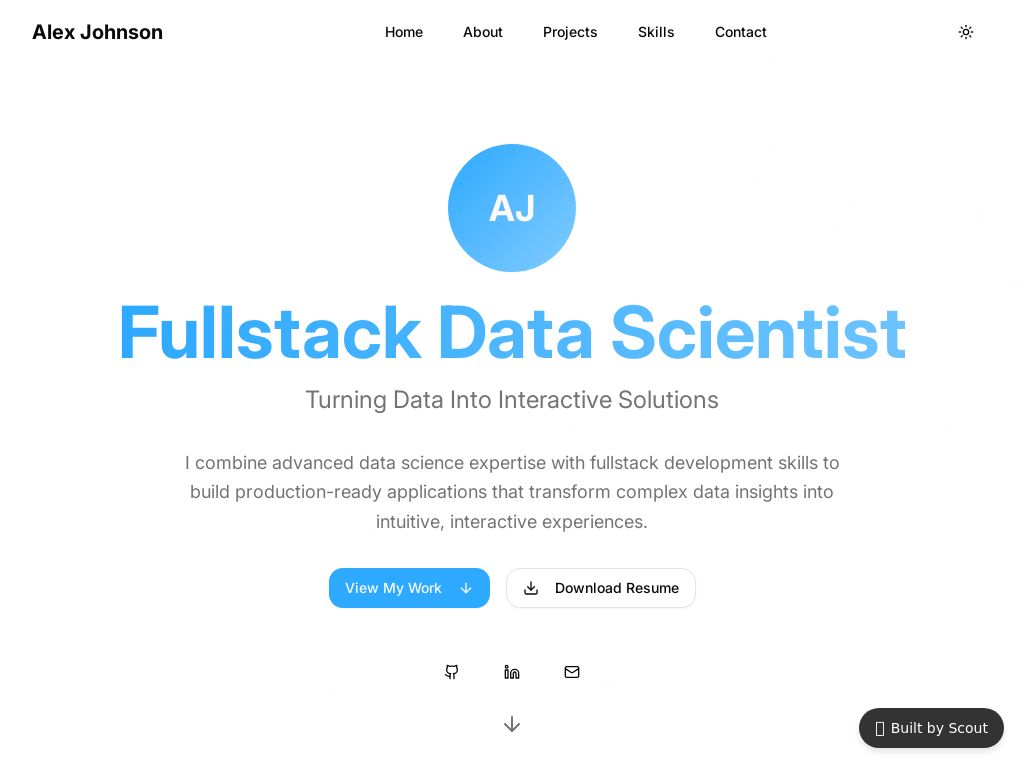 Alex Johnson
Home
About
Projects
Skills
Contact
AJ
Fullstack Data Scientist
Turning Data Into Interactive Solutions
I combine advanced data science expertise with fullstack development skills to
build production-ready applications that transform complex data insights into
intuitive, interactive experiences.
View My Work
Download Resume
Built by Scout